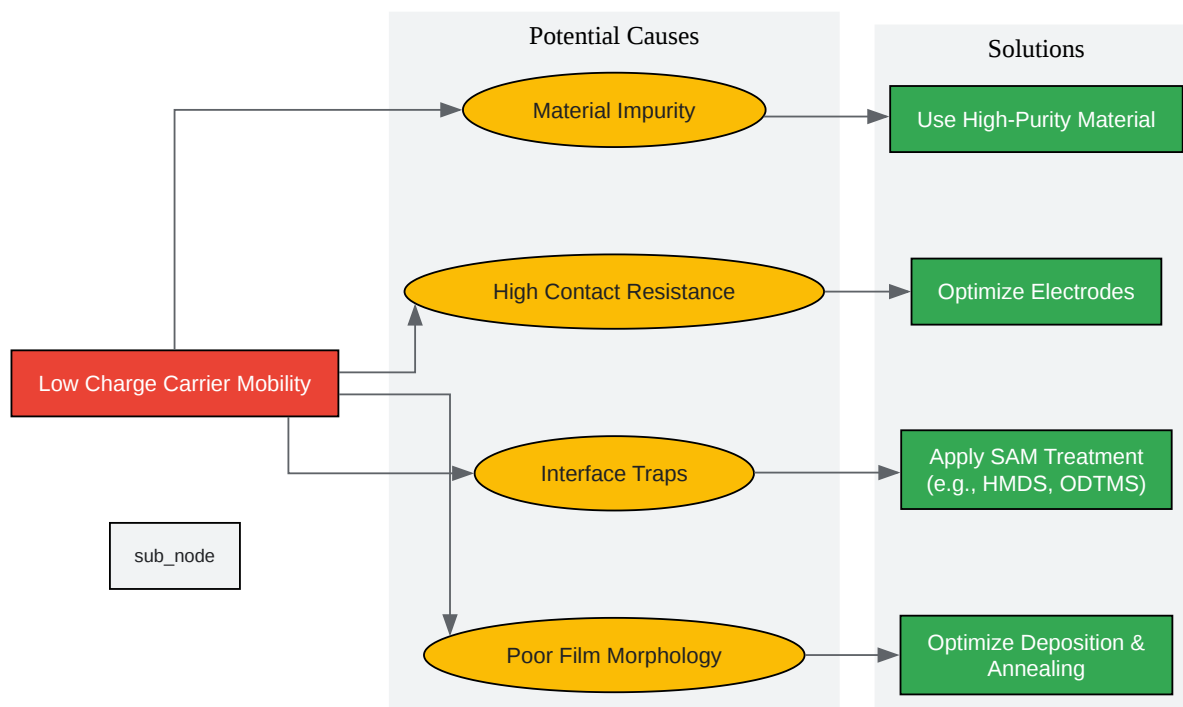 Potential Causes
Solutions
Material Impurity
Use High-Purity Material
High Contact Resistance
Optimize Electrodes
Low Charge Carrier Mobility
Interface Traps
Apply SAM Treatment
(e.g., HMDS, ODTMS)
sub_node
Poor Film Morphology
Optimize Deposition &
Annealing